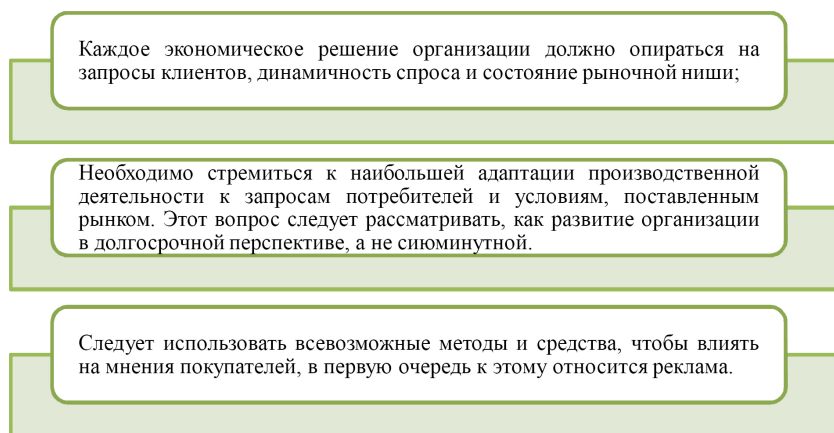 Каждое экономическое решение организации должно опираться на
запросы клиентов, динамичность спроса и состояние рыночной ниши;
Необходимо стремиться к наибольшей адаптации производственной
деятельности к запросам потребителей и условиям, поставленным
рынком. Этот вопрос следует рассматривать, как развитие организации
в долгосрочной перспективе, а не сиюминутной.
Следует использовать всевозможные методы и средства, чтобы влиять
на мнения покупателей, в первую очередь к этому относится реклама.